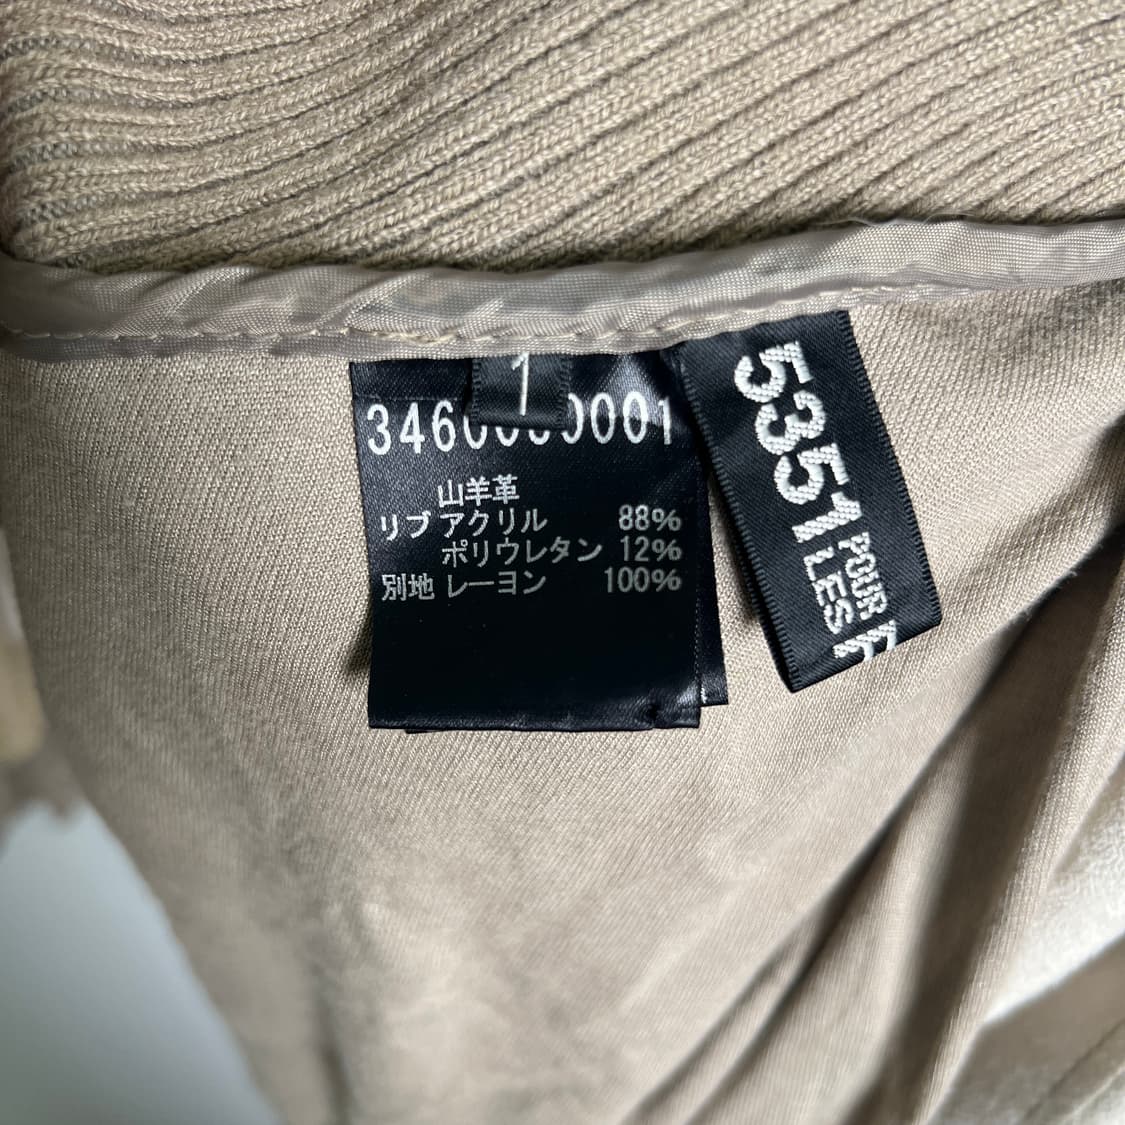 1
山羊革
リブ アクリル 88%
ポリウレタン 12%
別地 レーヨン 100%
5351
POUR
LES